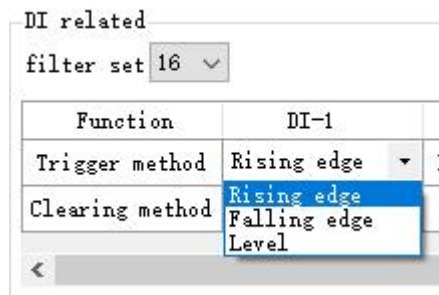 DI related
filter set 16
Function DI-1
Trigger method Rising edge
Clearing method Rising edge
Falling edge
Level